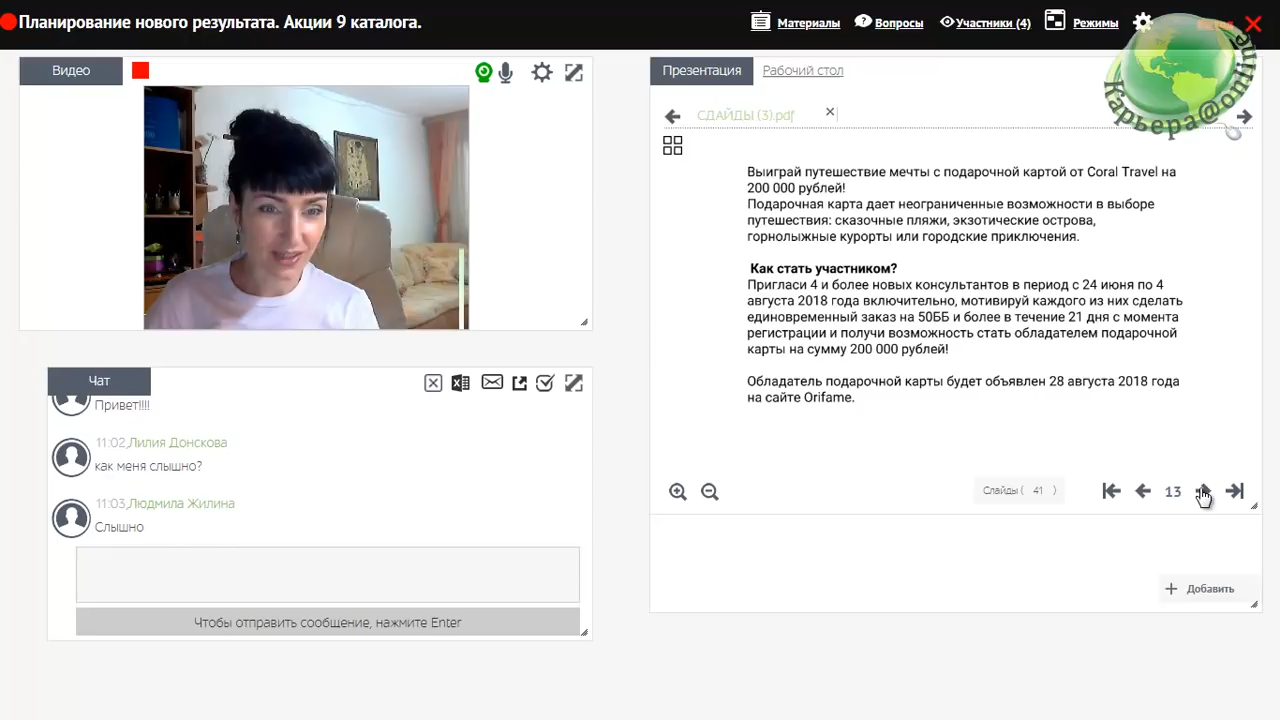 Планирование нового результата. Акции 9 каталога.
Материалы
Вопросы
Участники (4)
Режимы
Видео
Презентация
Рабочий стол
Карьера@online
СДАЙДЫ (3).pdf
Выиграй путешествие мечты с подарочной картой от Coral Travel на
200 000 рублей!
Подарочная карта дает неограниченные возможности в выборе
путешествия: сказочные пляжи, экзотические острова,
горнолыжные курорты или городские приключения.
Как стать участником?
Пригласи 4 и более новых консультантов в период с 24 июня по 4
августа 2018 года включительно, мотивируй каждого из них сделать
единовременный заказ на 50ББ и более в течение 21 дня с момента
регистрации и получи возможность стать обладателем подарочной
карты на сумму 200 000 рублей!
Обладатель подарочной карты будет объявлен 28 августа 2018 года
на сайте Orifame.
Слайды ( 41 )
13
Добавить
Чат
Привет!!!!
11:02,Лилия Донскова
как меня слышно?
11:03,Людмила Жилина
Слышно
Чтобы отправить сообщение, нажмите Enter